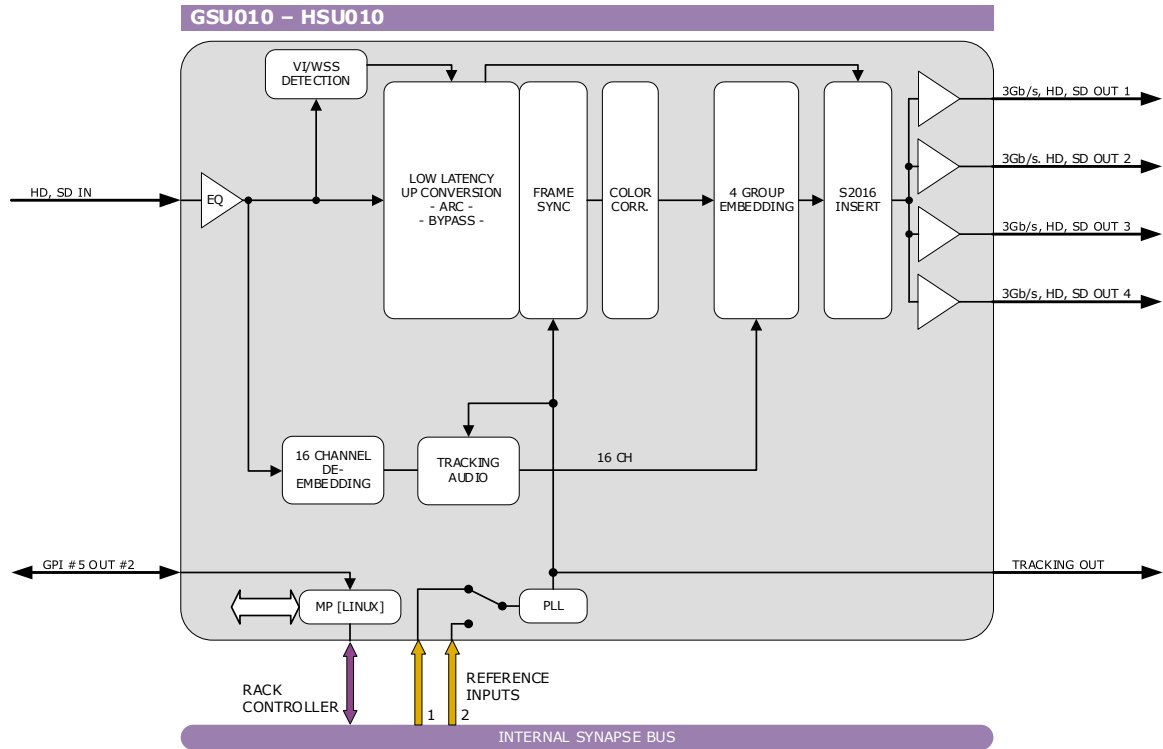 GSU010 – HSU010
VI/WSS
DETECTION
3Gb/s, HD, SD OUT 1
3Gb/s. HD, SD OUT 2
3Gb/s, HD, SD OUT 3
3Gb/s, HD, SD OUT 4
HD, SD IN
EQ
LOW LATENCY
UP CONVERSION
- ARC -
- BYPASS -
FRAME
SYNC
COLOR
CORR.
4 GROUP
EMBEDDING
S2016
INSERT
16 CHANNEL
DE-
EMBEDDING
TRACKING
AUDIO
16 CH
GPI #5 OUT #2
TRACKING OUT
MP [LINUX]
PLL
RACK
CONTROLLER
REFERENCE
INPUTS
1
2
INTERNAL SYNAPSE BUS